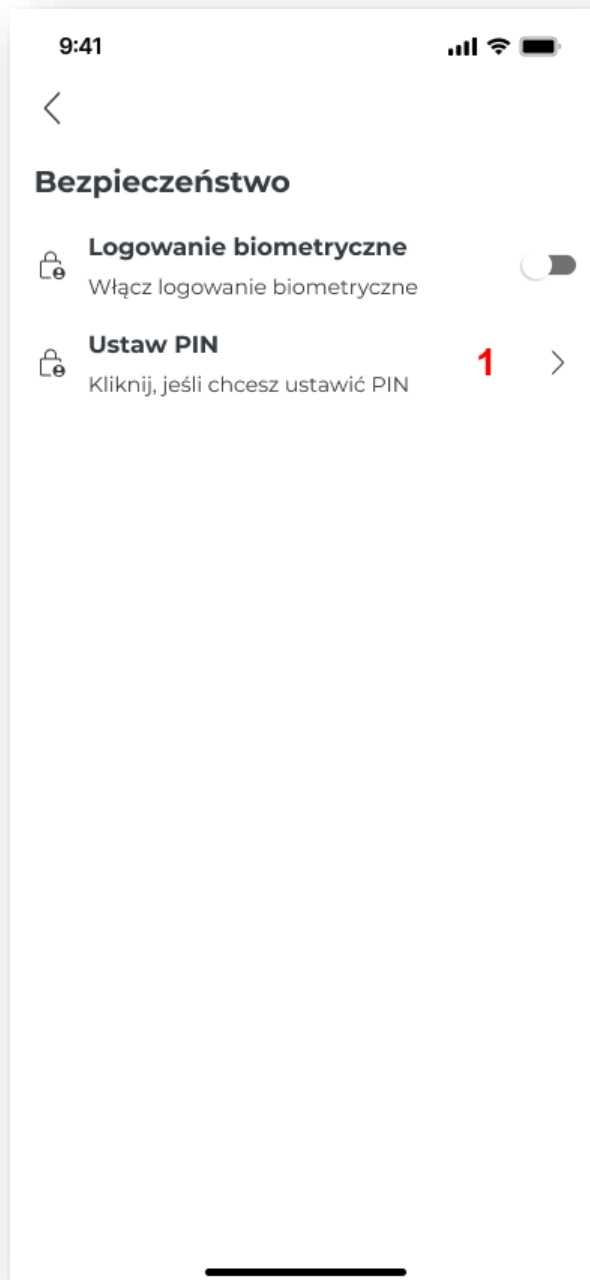 9:41
Bezpieczeństwo
Logowanie biometryczne
Włącz logowanie biometryczne
Ustaw PIN
Kliknij, jeśli chcesz ustawić PIN
1